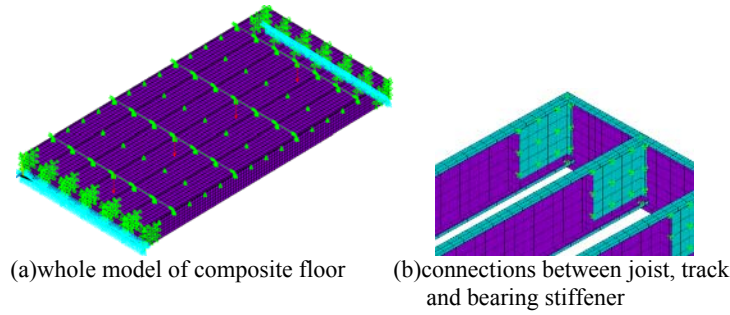 (a)whole model of composite floor
(b)connections between joist, track
and bearing stiffener